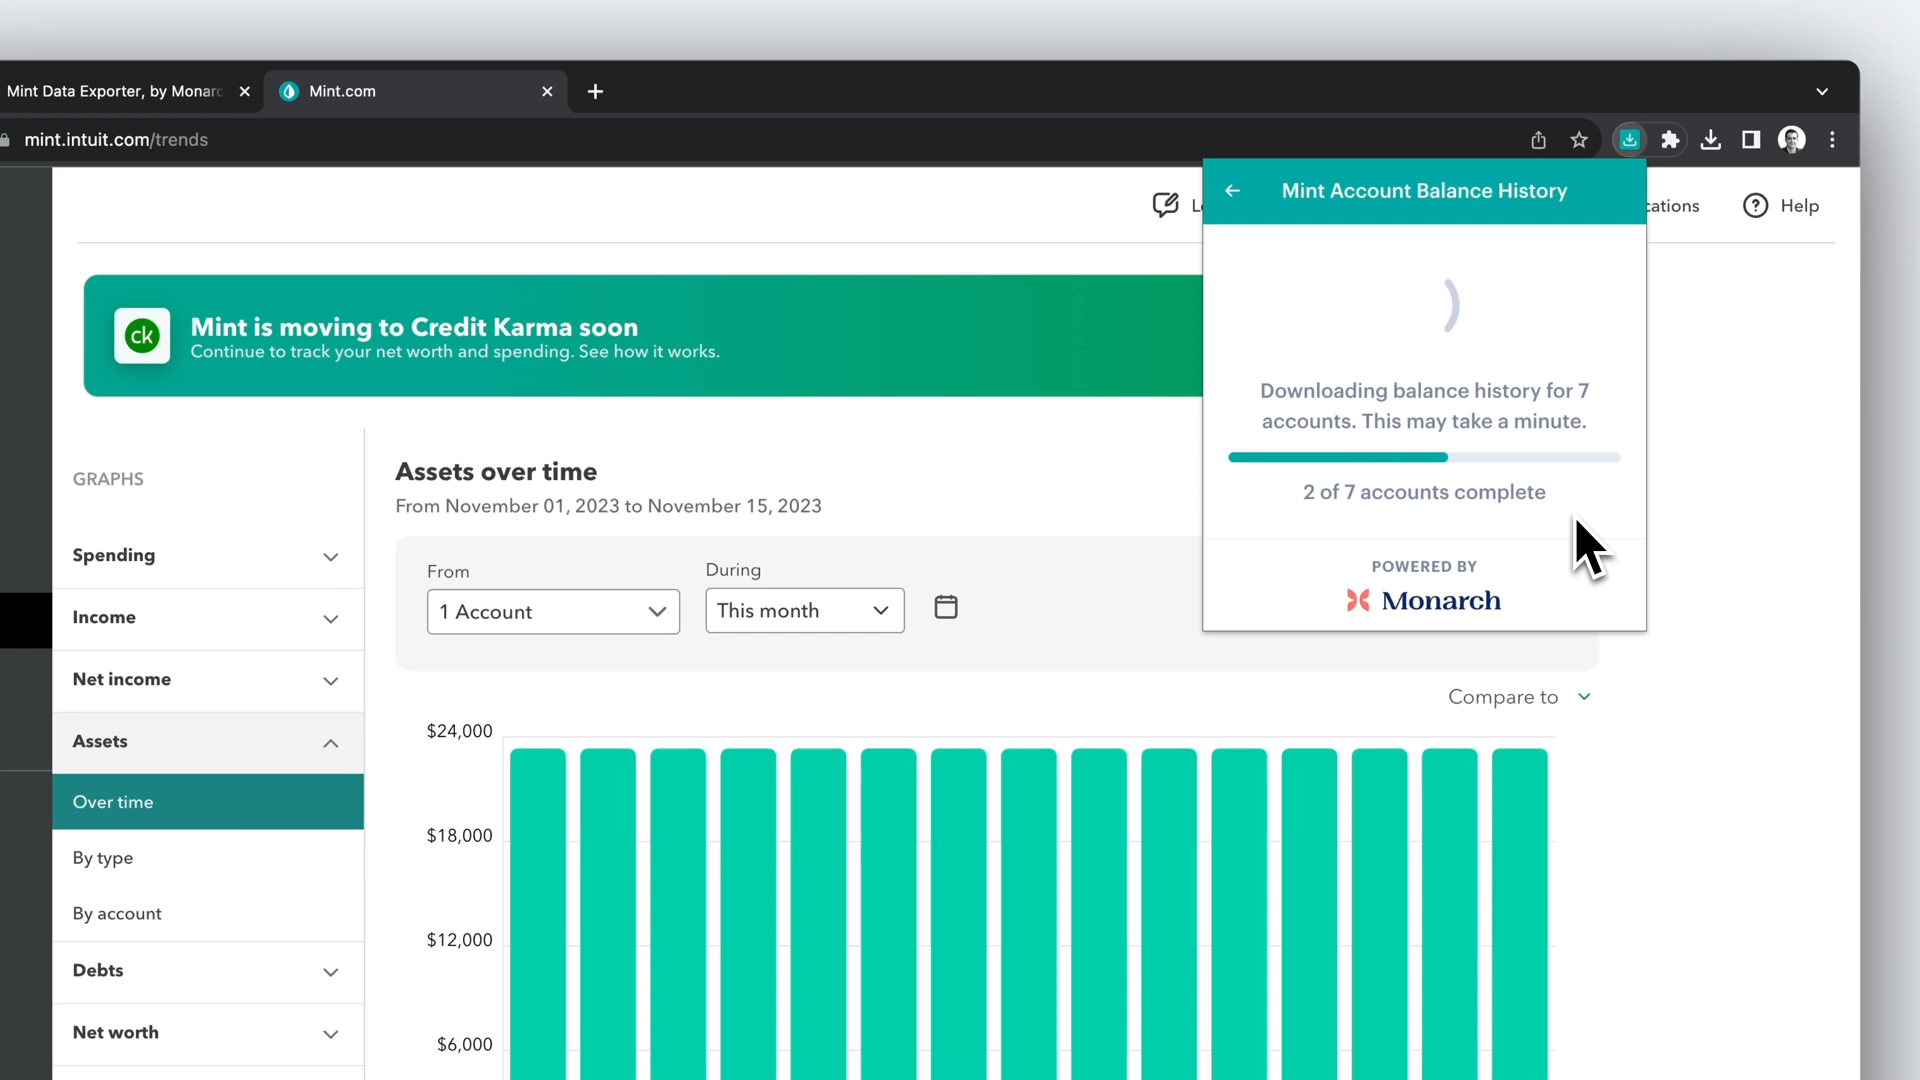 Mint Data Exporter, by Monarc
Mint.com
mint.intuit.com/trends
cations
Help
Mint Account Balance History
Downloading balance history for 7
accounts. This may take a minute.
2 of 7 accounts complete
POWERED BY
Monarch
ck
Mint is moving to Credit Karma soon
Continue to track your net worth and spending. See how it works.
GRAPHS
Spending
Income
Net income
Assets
Over time
By type
By account
Debts
Net worth
Assets over time
From November 01, 2023 to November 15, 2023
From
1 Account
During
This month
Compare to
$24,000
$18,000
$12,000
$6,000